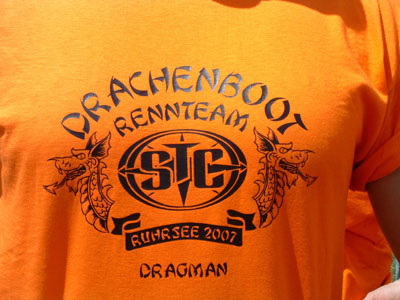 DRACHENBOOT
RENNTEAM
STC
RUHRSEE 2007
DRAGMAN